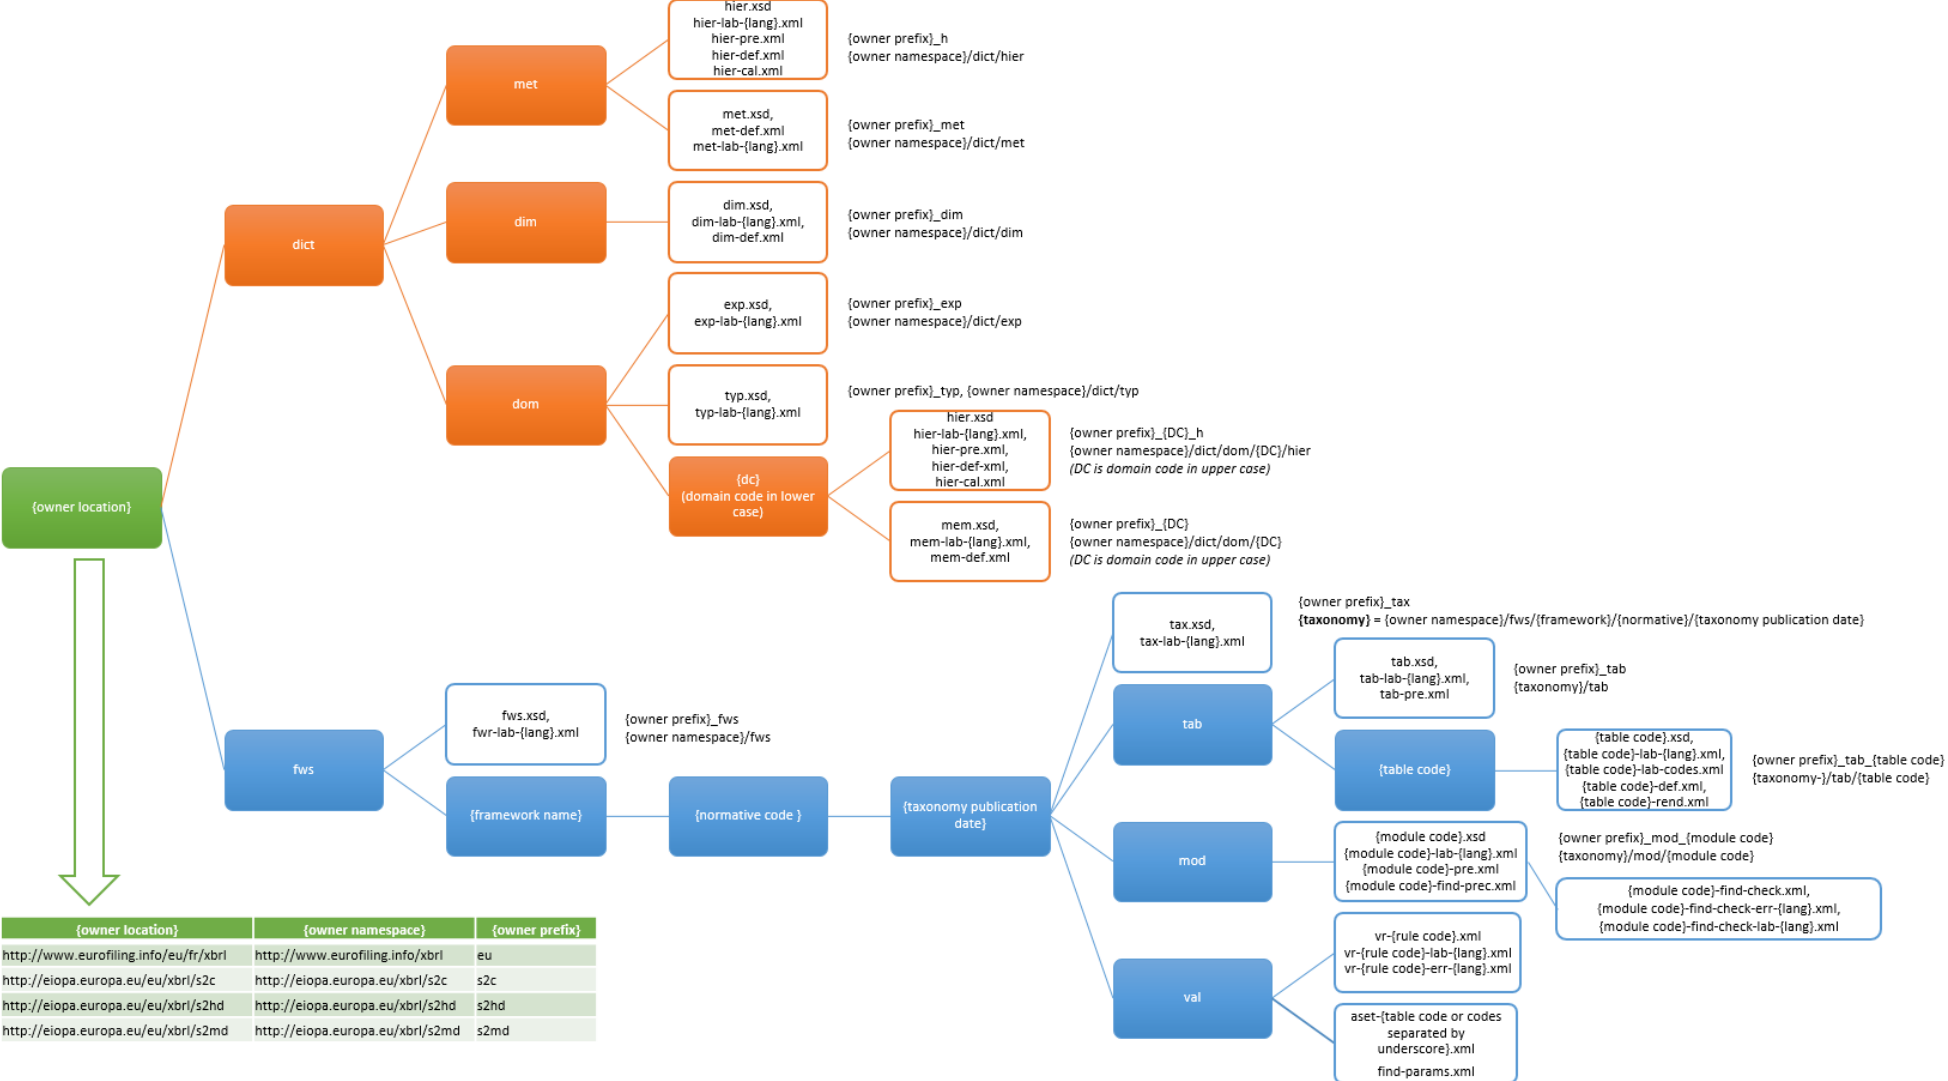 hier.xsd
hier-lab-{lang}.xml
hier-pre.xml
hier-def.xml
hier-cal.xml
{owner prefix}_h
{owner namespace}/dict/hier
met
met.xsd,
met-def.xml
met-lab-{lang}.xml
{owner prefix}_met
{owner namespace}/dict/met
dim
dim.xsd,
dim-lab-{lang}.xml,
dim-def.xml
{owner prefix}_dim
{owner namespace}/dict/dim
dict
exp.xsd,
exp-lab-{lang}.xml
{owner prefix}_exp
{owner namespace}/dict/exp
dom
typ.xsd,
typ-lab-{lang}.xml
{owner prefix}_typ, {owner namespace}/dict/typ
hier.xsd
hier-lab-{lang}.xml,
hier-pre.xml,
hier-def-xml,
hier-cal.xml
{owner prefix}_{DC}_h
{owner namespace}/dict/dom/{DC}/hier
(DC is domain code in upper case)
{dc}
(domain code in lower
case)
mem.xsd,
mem-lab-{lang}.xml,
mem-def.xml
{owner prefix}_{DC}
{owner namespace}/dict/dom/{DC}
(DC is domain code in upper case)
{owner location}
tax.xsd,
tax-lab-{lang}.xml
{owner prefix}_tax
{taxonomy} = {owner namespace}/fws/{framework}/{normative}/{taxonomy publication date}
tab.xsd,
tab-lab-{lang}.xml,
tab-pre.xml
{owner prefix}_tab
{taxonomy}/tab
fws.xsd,
fwr-lab-{lang}.xml
{owner prefix}_fws
{owner namespace}/fws
tab
fws
{table code}
{table code}.xsd,
{table code}-lab-{lang}.xml,
{table code}-lab-codes.xml
{table code}-def.xml,
{table code}-rend.xml
{owner prefix}_tab_{table code}
{taxonomy-}/tab/{table code}
{framework name}
{normative code }
{taxonomy publication
date}
mod
{module code}.xsd
{module code}-lab-{lang}.xml
{module code}-pre.xml
{module code}-find-prec.xml
{owner prefix}_mod_{module code}
{taxonomy}/mod/{module code}
{module code}-find-check.xml,
{module code}-find-check-err-{lang}.xml,
{module code}-find-check-lab-{lang}.xml
val
vr-{rule code}.xml
vr-{rule code}-lab-{lang}.xml
vr-{rule code}-err-{lang}.xml
aset-{table code or codes
separated by
underscore}.xml
find-params.xml
{owner location} {owner namespace} {owner prefix}
http://www.eurofiling.info/eu/fr/xbrl http://www.eurofiling.info/xbrl eu
http://eiopa.europa.eu/eu/xbrl/s2c http://eiopa.europa.eu/xbrl/s2c s2c
http://eiopa.europa.eu/eu/xbrl/s2hd http://eiopa.europa.eu/xbrl/s2hd s2hd
http://eiopa.europa.eu/eu/xbrl/s2md http://eiopa.europa.eu/xbrl/s2md s2md